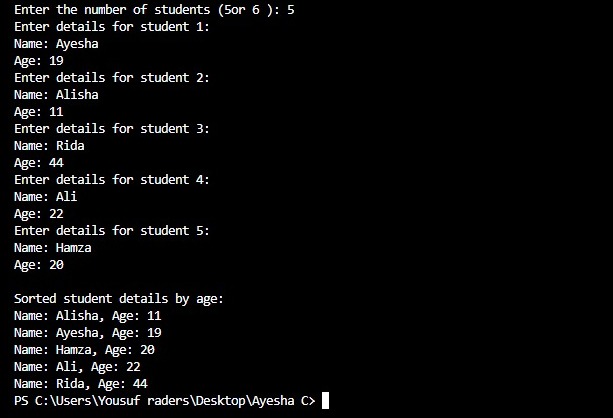 Enter the number of students (5or 6 ): 5
Enter details for student 1:
Name: Ayesha
Age: 19
Enter details for student 2:
Name: Alisha
Age: 11
Enter details for student 3:
Name: Rida
Age: 44
Enter details for student 4:
Name: Ali
Age: 22
Enter details for student 5:
Name: Hamza
Age: 20
Sorted student details by age:
Name: Alisha, Age: 11
Name: Ayesha, Age: 19
Name: Hamza, Age: 20
Name: Ali, Age: 22
Name: Rida, Age: 44
PS C:\Users\Yousuf raders\Desktop\Ayesha C>